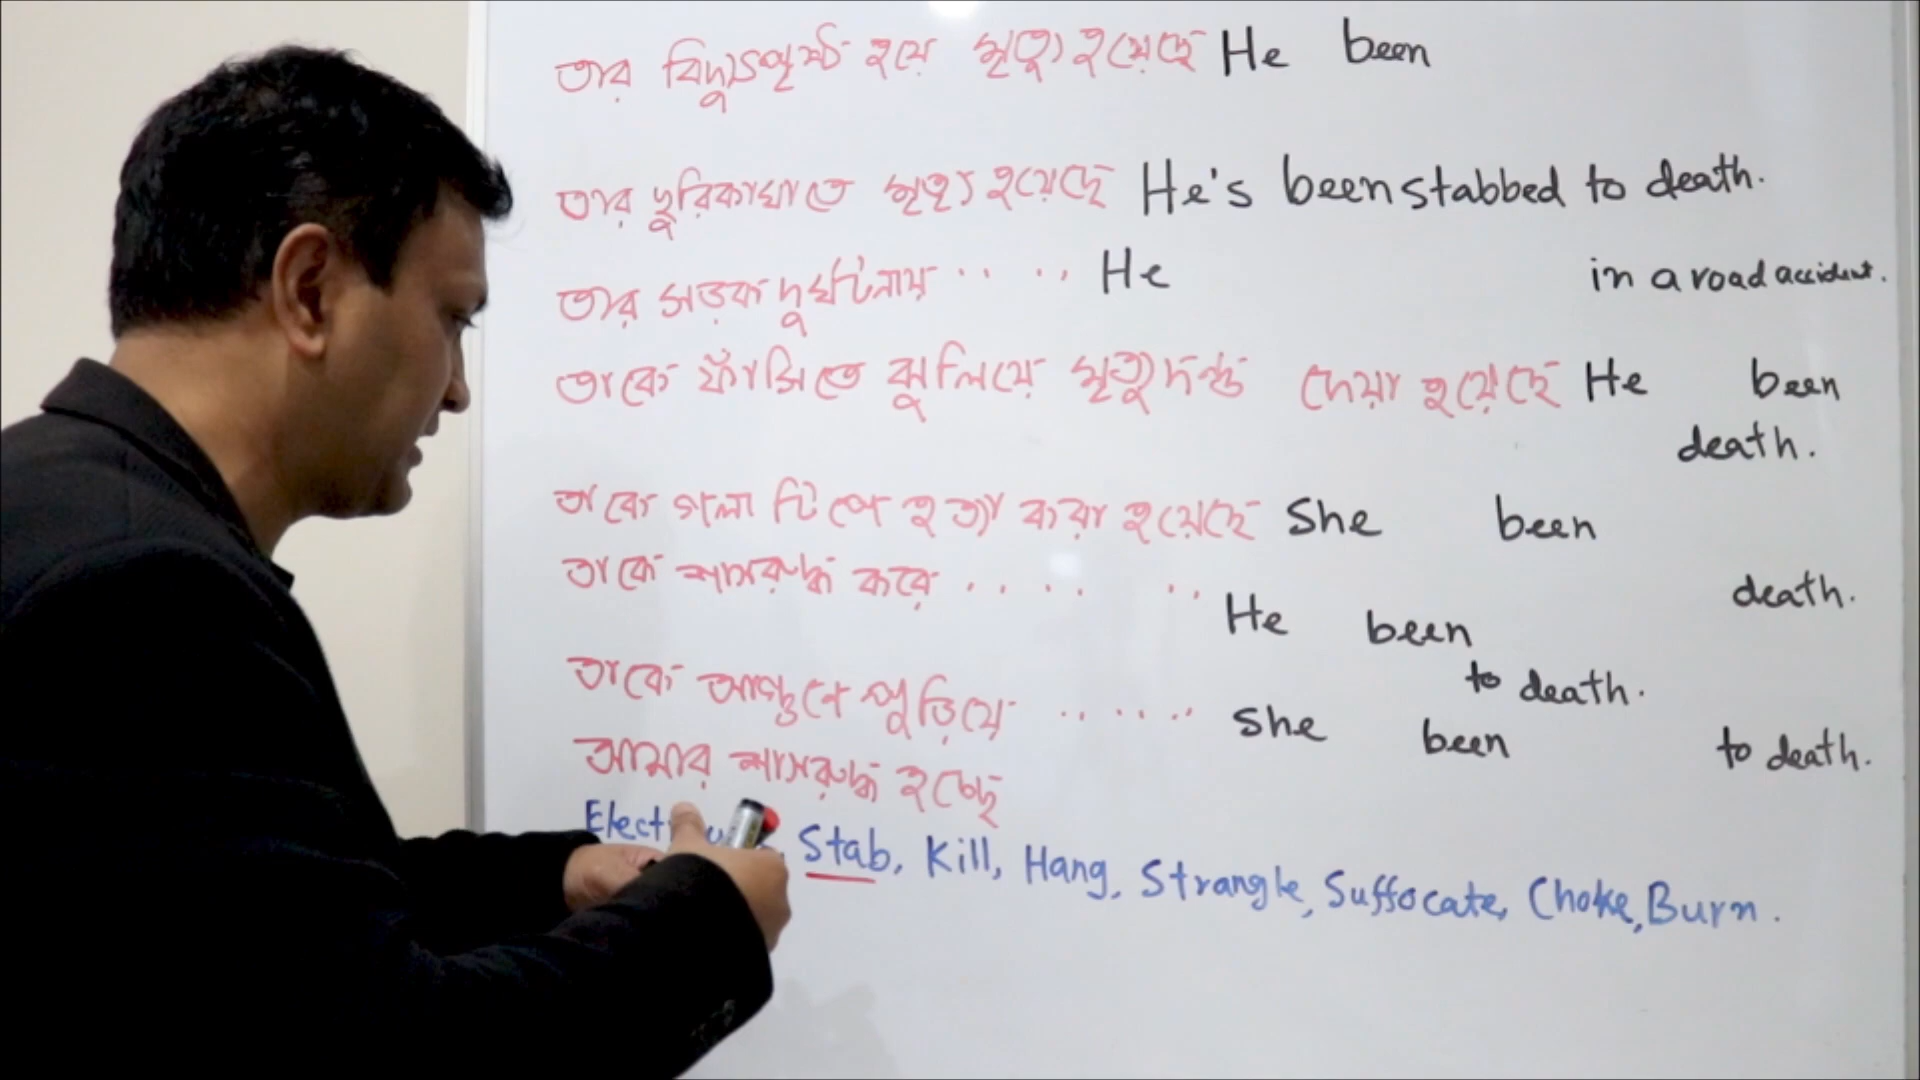 তার বিদ্যুৎস্পৃষ্ট হয়ে মৃত্যু হয়েছে He been
তার ছুরিকাঘাতে মৃত্যু হয়েছে He's been stabbed to death.
তার সড়ক দুর্ঘটনায় .. .. He in a road accident.
তাকে ফাঁসিতে ঝুলিয়ে মৃত্যুদন্ড দেয়া হয়েছে He been
death.
তাকে গলা টিপে হত্যা করা হয়েছে She been
তাকে শ্বাসরুদ্ধ করে .... .. death.
He been
to death.
তাকে আগুনে পুড়িয়ে ..... She been to death.
আমার শ্বাসরুদ্ধ হচ্ছে
Stab, Kill, Hang, Strangle, Suffocate, Choke, Burn.